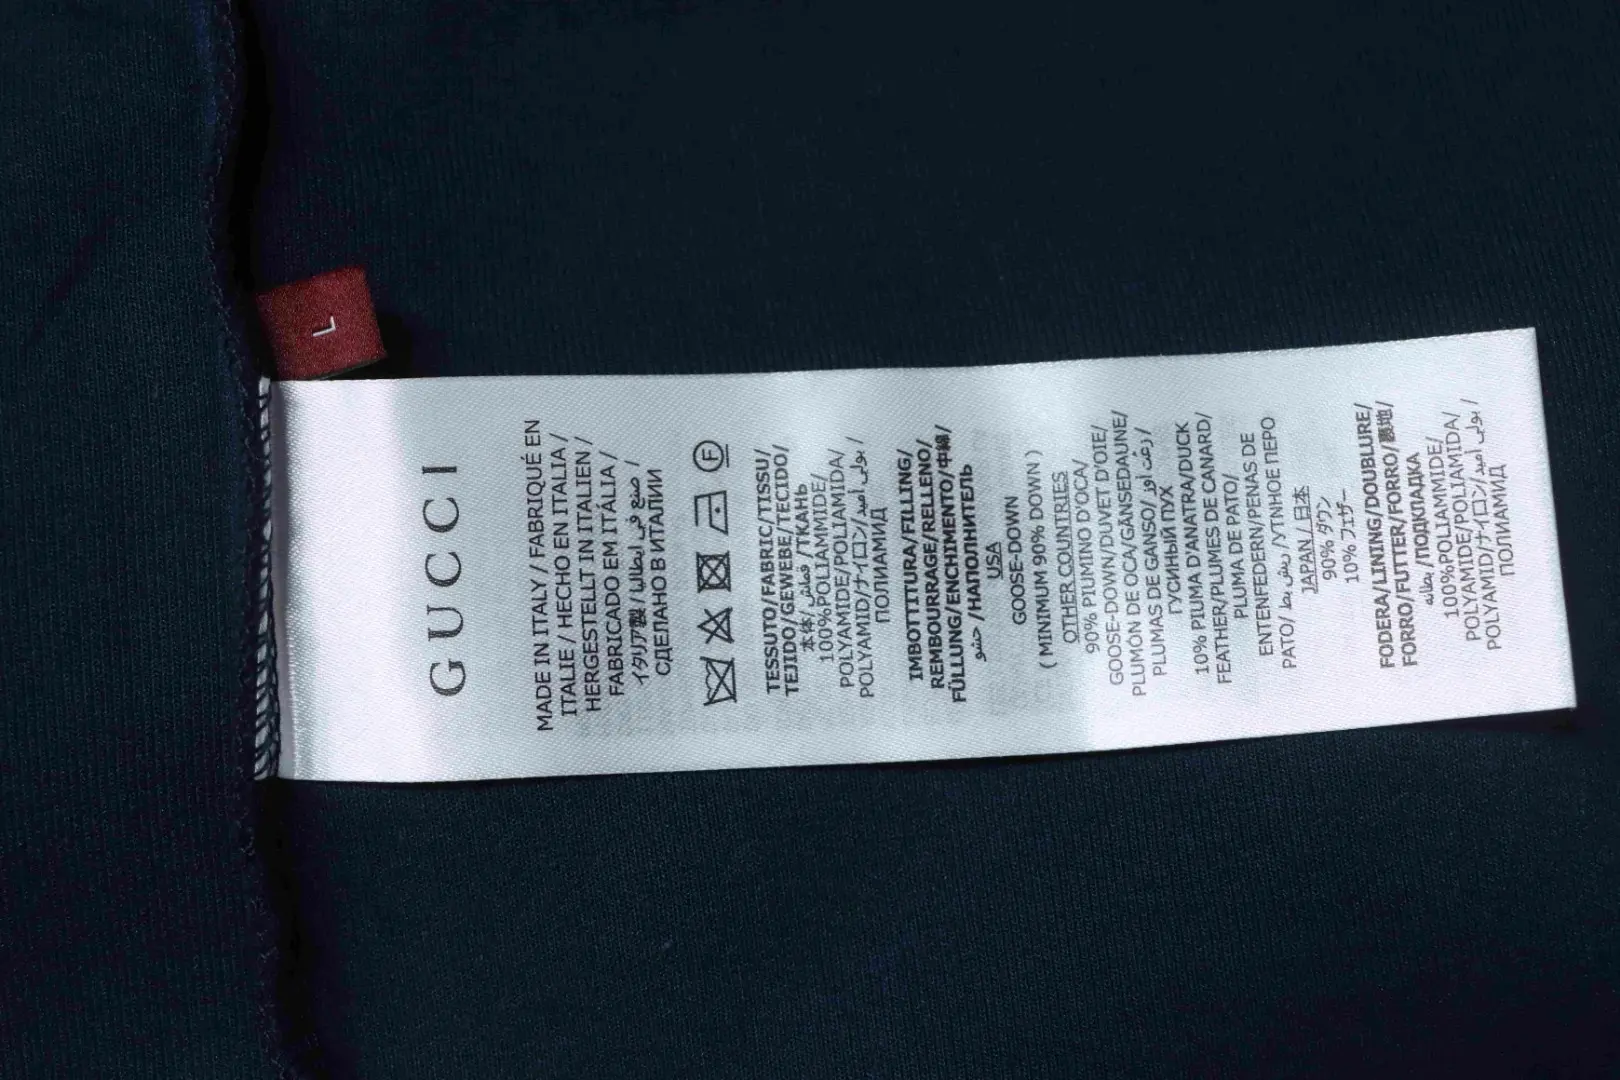 L
GUCCI
MADE IN ITALY / FABRIQUÉ EN
ITALIE / HECHO EN ITALIA /
HERGESTELLT IN ITALIEN /
FABRICADO EM ITÁLIA /
イタリア製 / صنع في ايطاليا /
СДЕЛАНО В ИТАЛИИ
F
TESSUTO/FABRIC/TISSU/
TEJIDO/GEWEBE/TECIDO/
本体/ قماش /ТКАНЬ
100%POLIAMMIDE/
POLYAMIDE/POLIAMIDA/
POLYAMID/ナイロン/ بولى أميد /
ПОЛИАМИД
IMBOTTITURA/FILLING/
REMBOURRAGE/RELLENO/
FÜLLUNG/ENCHIMENTO/中綿/
حشو /НАПОЛНИТЕЛЬ
USA
GOOSE-DOWN
( MINIMUM 90% DOWN )
OTHER COUNTRIES
90% PIUMINO D'OCA/
GOOSE-DOWN/DUVET D'OIE/
PLUMÓN DE OCA/GÄNSEDAUNE/
PLUMAS DE GANSO/ زغب أوز /
ГУСИНЫЙ ПУХ
10% PIUMA D'ANATRA/DUCK
FEATHER/PLUMES DE CANARD/
PLUMA DE PATO/
ENTENFEDERN/PENAS DE
PATO/ ريش بط /УТИНОЕ ПЕРО
JAPAN / 日本
90% ダウン
10% フェザー
FODERA/LINING/DOUBLURE/
FORRO/FUTTER/FORRO/裏地/
بطانه /ПОДКЛАДКА
100%POLIAMMIDE/
POLYAMIDE/POLIAMIDA/
POLYAMID/ナイロン/ بولى أميد /
ПОЛИАМИД